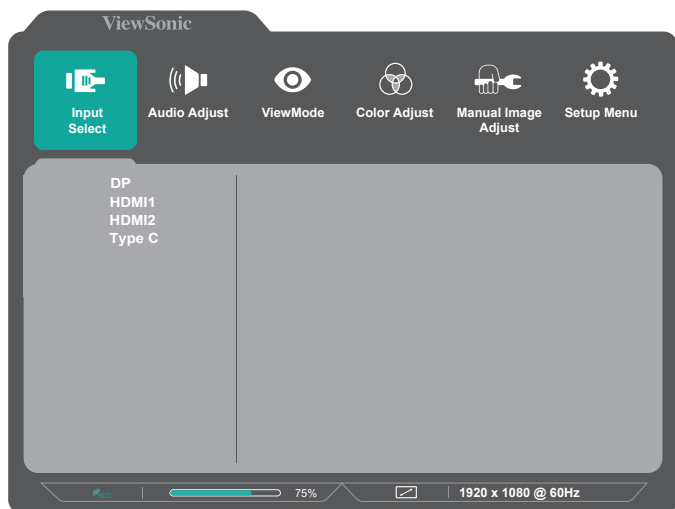 ViewSonic
Input
Select
Audio Adjust
ViewMode
Color Adjust
Manual Image
Adjust
Setup Menu
DP
HDMI1
HDMI2
Type C
75%
1920 x 1080 @ 60Hz